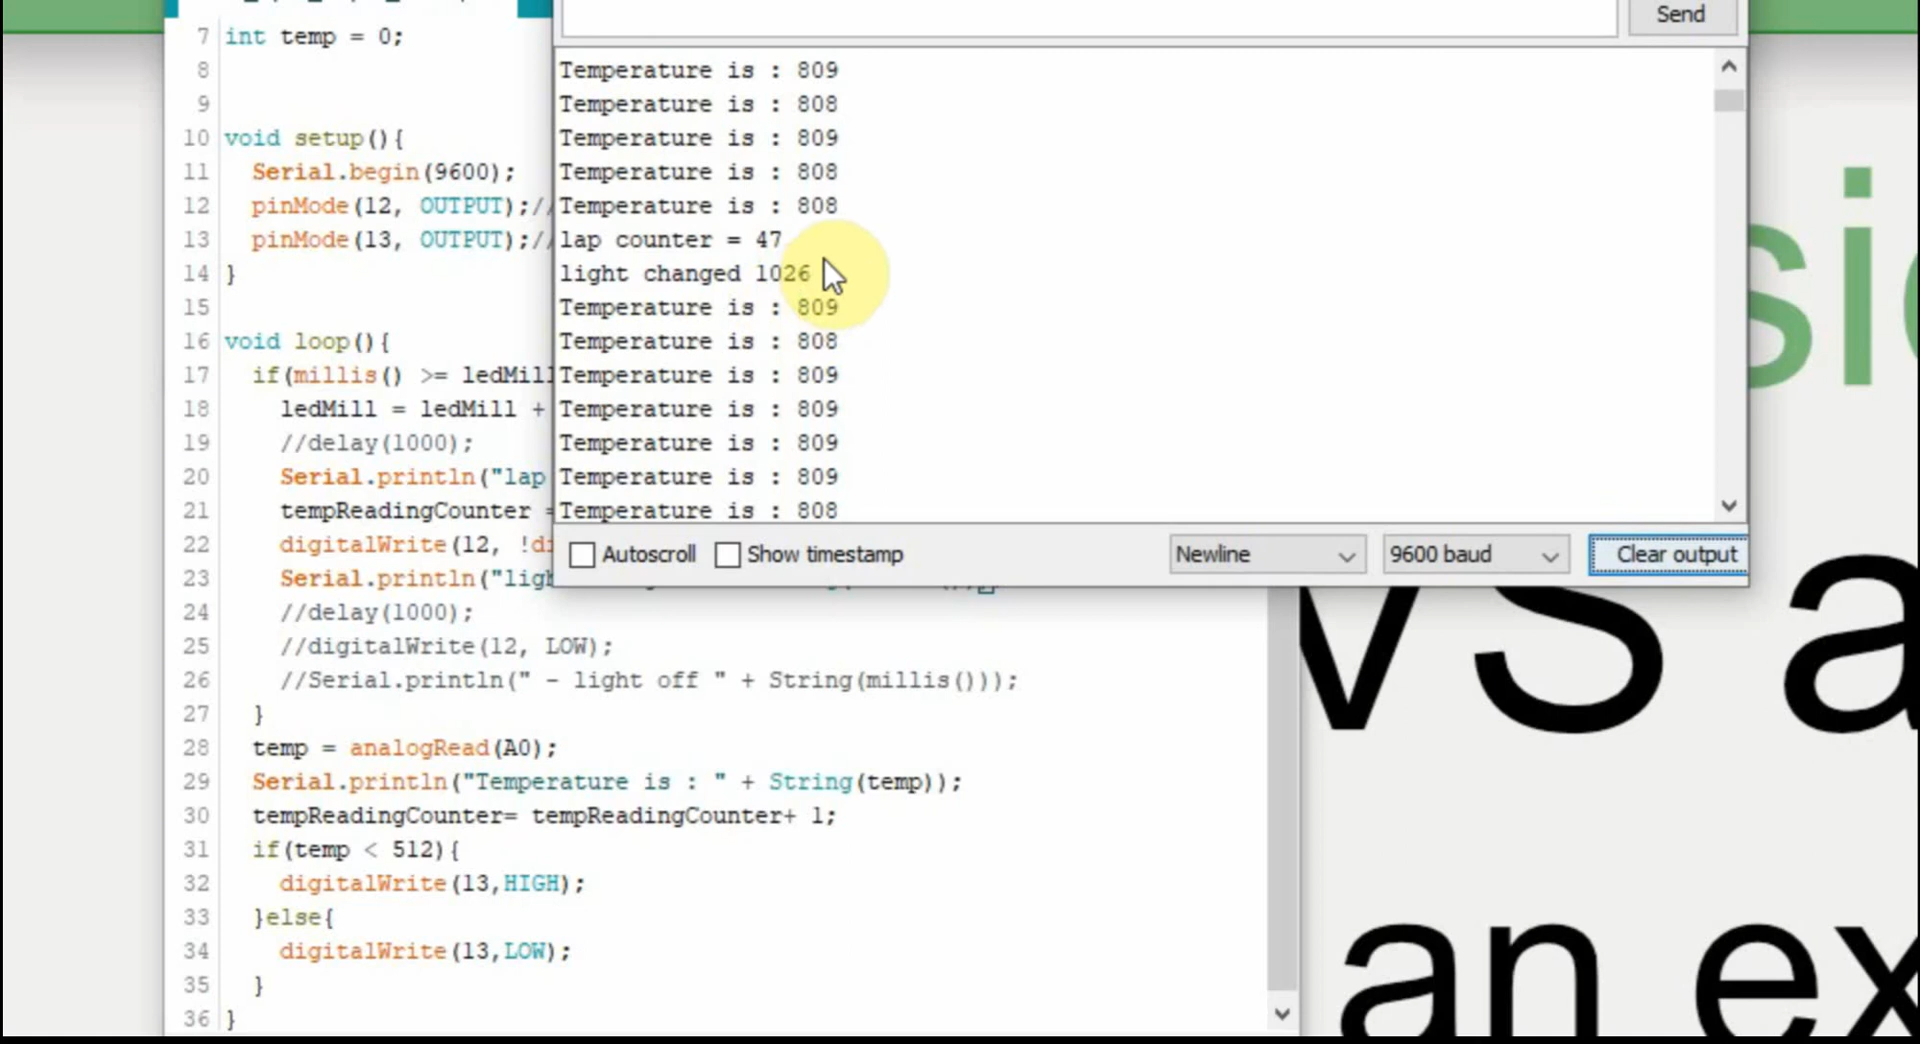 Send
7 int temp = 0;
8
9
10 void setup(){
11 Serial.begin(9600);
12 pinMode(12, OUTPUT);//
13 pinMode(13, OUTPUT);//
14 }
15
16 void loop(){
17 if(millis() >= ledMill
18 ledMill = ledMill +
19 //delay(1000);
20 Serial.println("lap
21 tempReadingCounter =
22 digitalWrite(12, !di
23 Serial.println("ligh
24 //delay(1000);
25 //digitalWrite(12, LOW);
26 //Serial.println(" - light off " + String(millis()));
27 }
28 temp = analogRead(A0);
29 Serial.println("Temperature is : " + String(temp));
30 tempReadingCounter= tempReadingCounter+ 1;
31 if(temp < 512){
32 digitalWrite(13,HIGH);
33 }else{
34 digitalWrite(13,LOW);
35 }
36 }
Temperature is : 809
Temperature is : 808
Temperature is : 809
Temperature is : 808
Temperature is : 808
lap counter = 47
light changed 1026
Temperature is : 809
Temperature is : 808
Temperature is : 809
Temperature is : 809
Temperature is : 809
Temperature is : 809
Temperature is : 808
Autoscroll Show timestamp Newline 9600 baud Clear output
si
vs a
an ex